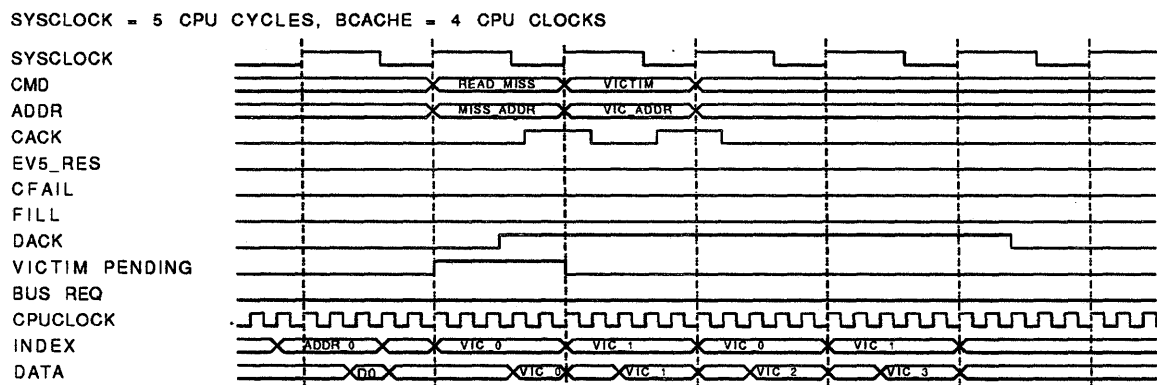 SYSCLOCK = 5 CPU CYCLES, BCACHE = 4 CPU CLOCKS
SYSCLOCK
CMD READ_MISS VICTIM
ADDR MISS_ADDR VIC_ADDR
CACK
EV5_RES
CFAIL
FILL
DACK
VICTIM PENDING
BUS REQ
CPUCLOCK
INDEX ADDR_0 VIC_0 VIC_1 VIC_0 VIC_1
DATA D0 VIC_0 VIC_1 VIC_2 VIC_3